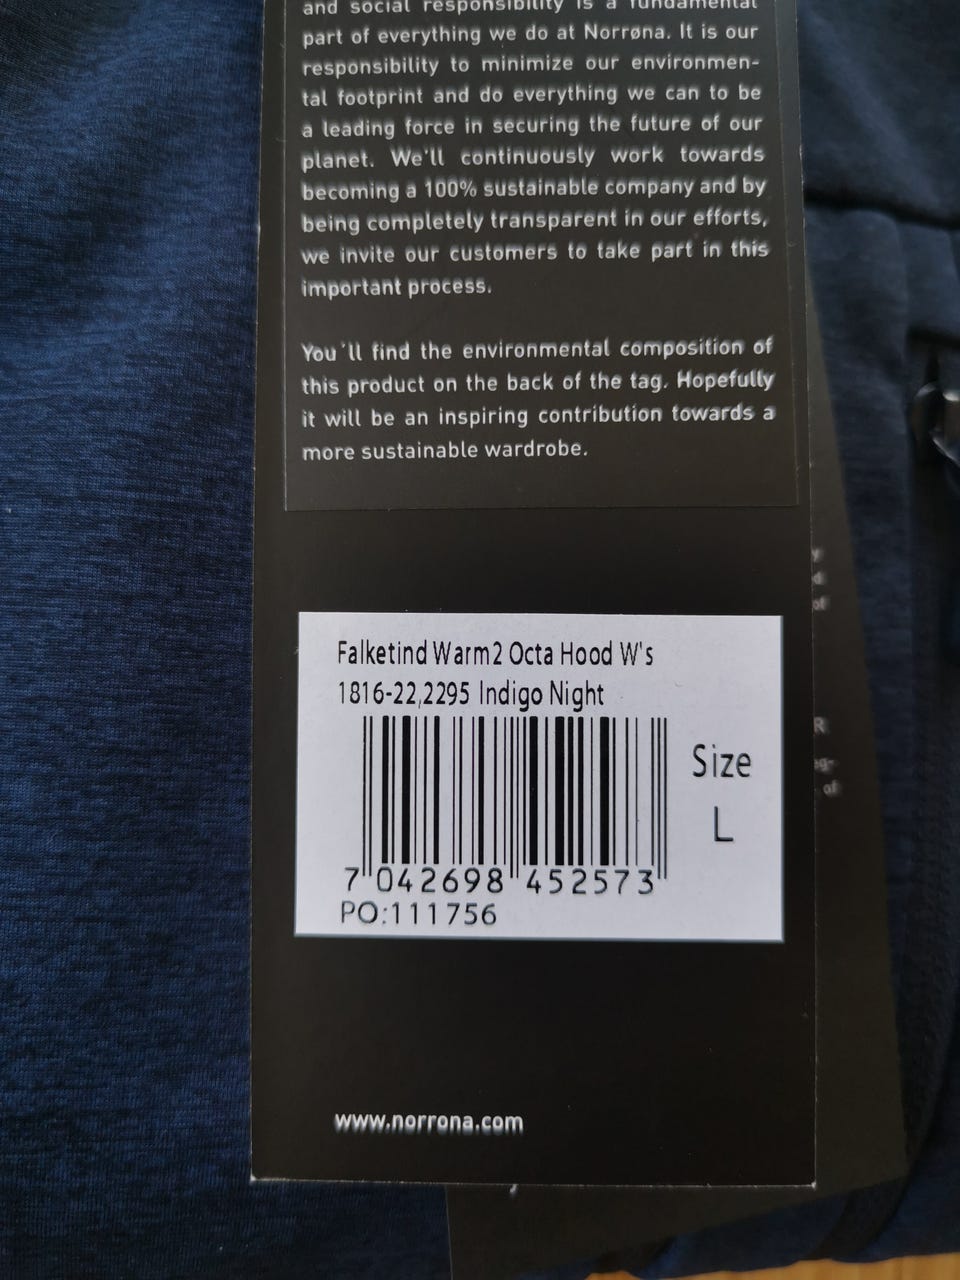 and social responsibility is a fundamental
part of everything we do at Norrøna. It is our
responsibility to minimize our environmen-
tal footprint and do everything we can to be
a leading force in securing the future of our
planet. We'll continuously work towards
becoming a 100% sustainable company and by
being completely transparent in our efforts,
we invite our customers to take part in this
important process.
You'll find the environmental composition of
this product on the back of the tag. Hopefully
it will be an inspiring contribution towards a
more sustainable wardrobe.
Falketind Warm2 Octa Hood W's
1816-22,2295 Indigo Night
Size
L
7 042698 452573
PO:111756
www.norrona.com
of